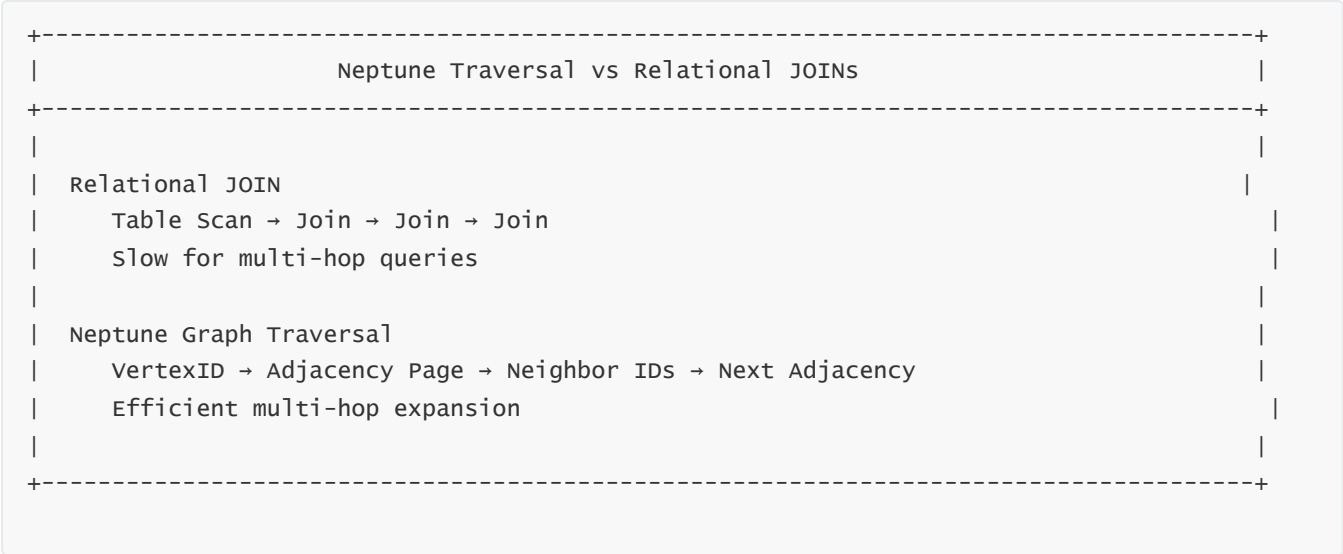 +--------------------------------------------------------------------------------------+
|                     Neptune Traversal vs Relational JOINs                            |
+--------------------------------------------------------------------------------------+
|                                                                                      |
|  Relational JOIN                                                                    |
|     Table Scan → Join → Join → Join                                                   |
|     Slow for multi-hop queries                                                        |
|                                                                                      |
|  Neptune Graph Traversal                                                             |
|     VertexID → Adjacency Page → Neighbor IDs → Next Adjacency                        |
|     Efficient multi-hop expansion                                                     |
|                                                                                      |
+--------------------------------------------------------------------------------------+